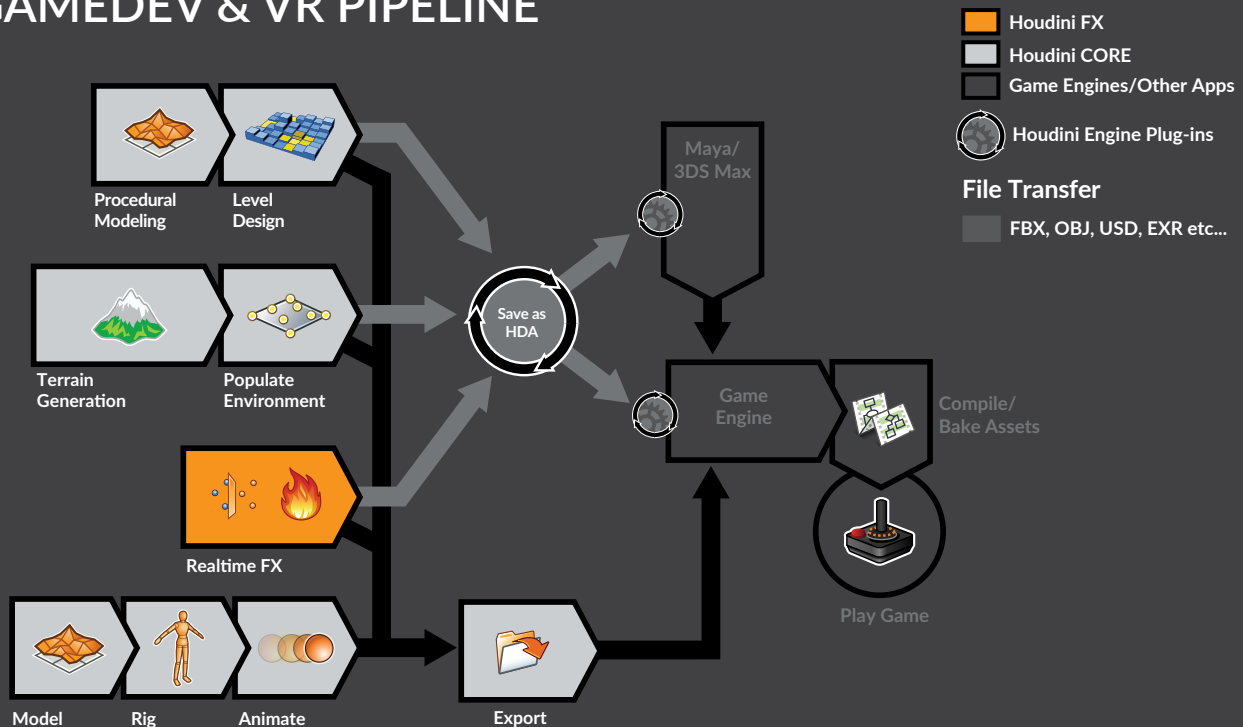 GAMEDEV & VR PIPELINE
Houdini FX
Houdini CORE
Game Engines/Other Apps
Houdini Engine Plug-ins
File Transfer
FBX, OBJ, USD, EXR etc...
Procedural
Modeling
Level
Design
Maya/
3DS Max
Save as
HDA
Terrain
Generation
Populate
Environment
Game
Engine
Compile/
Bake Assets
Realtime FX
Play Game
Model
Rig
Animate
Export